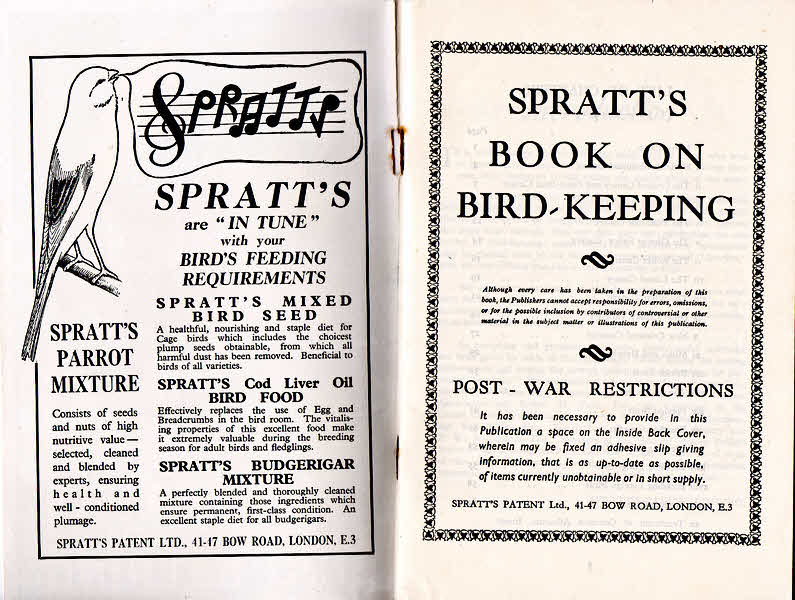 SPRATTS
SPRATT'S
are "IN TUNE"
with your
BIRD'S FEEDING
REQUIREMENTS
SPRATT'S MIXED
BIRD SEED
A healthful, nourishing and staple diet for
Cage birds which includes the choicest
plump seeds obtainable, from which all
harmful dust has been removed. Beneficial to
birds of all varieties.
SPRATT'S Cod Liver Oil
BIRD FOOD
Effectively replaces the use of Egg and
Breadcrumbs in the bird room. The vitalis-
ing properties of this excellent food make
it extremely valuable during the breeding
season for adult birds and fledglings.
SPRATT'S BUDGERIGAR
MIXTURE
A perfectly blended and thoroughly cleaned
mixture containing those ingredients which
ensure permanent, first-class condition. An
excellent staple diet for all budgerigars.
SPRATT'S
PARROT
MIXTURE
Consists of seeds
and nuts of high
nutritive value—
selected, cleaned
and blended by
experts, ensuring
health and
well - conditioned
plumage.
SPRATT'S PATENT LTD., 41-47 BOW ROAD, LONDON, E.3
SPRATT'S
BOOK ON
BIRD-KEEPING
Although every care has been taken in the preparation of this
book, the Publishers cannot accept responsibility for errors, omissions,
or for the possible inclusion by contributors of controversial or other
material in the subject matter or illustrations of this publication.
POST - WAR RESTRICTIONS
It has been necessary to provide in this
Publication a space on the Inside Back Cover,
wherein may be fixed an adhesive slip giving
information, that is as up-to-date as possible,
of items currently unobtainable or in short supply.
SPRATT'S PATENT Ltd., 41-47 BOW ROAD, LONDON, E.3